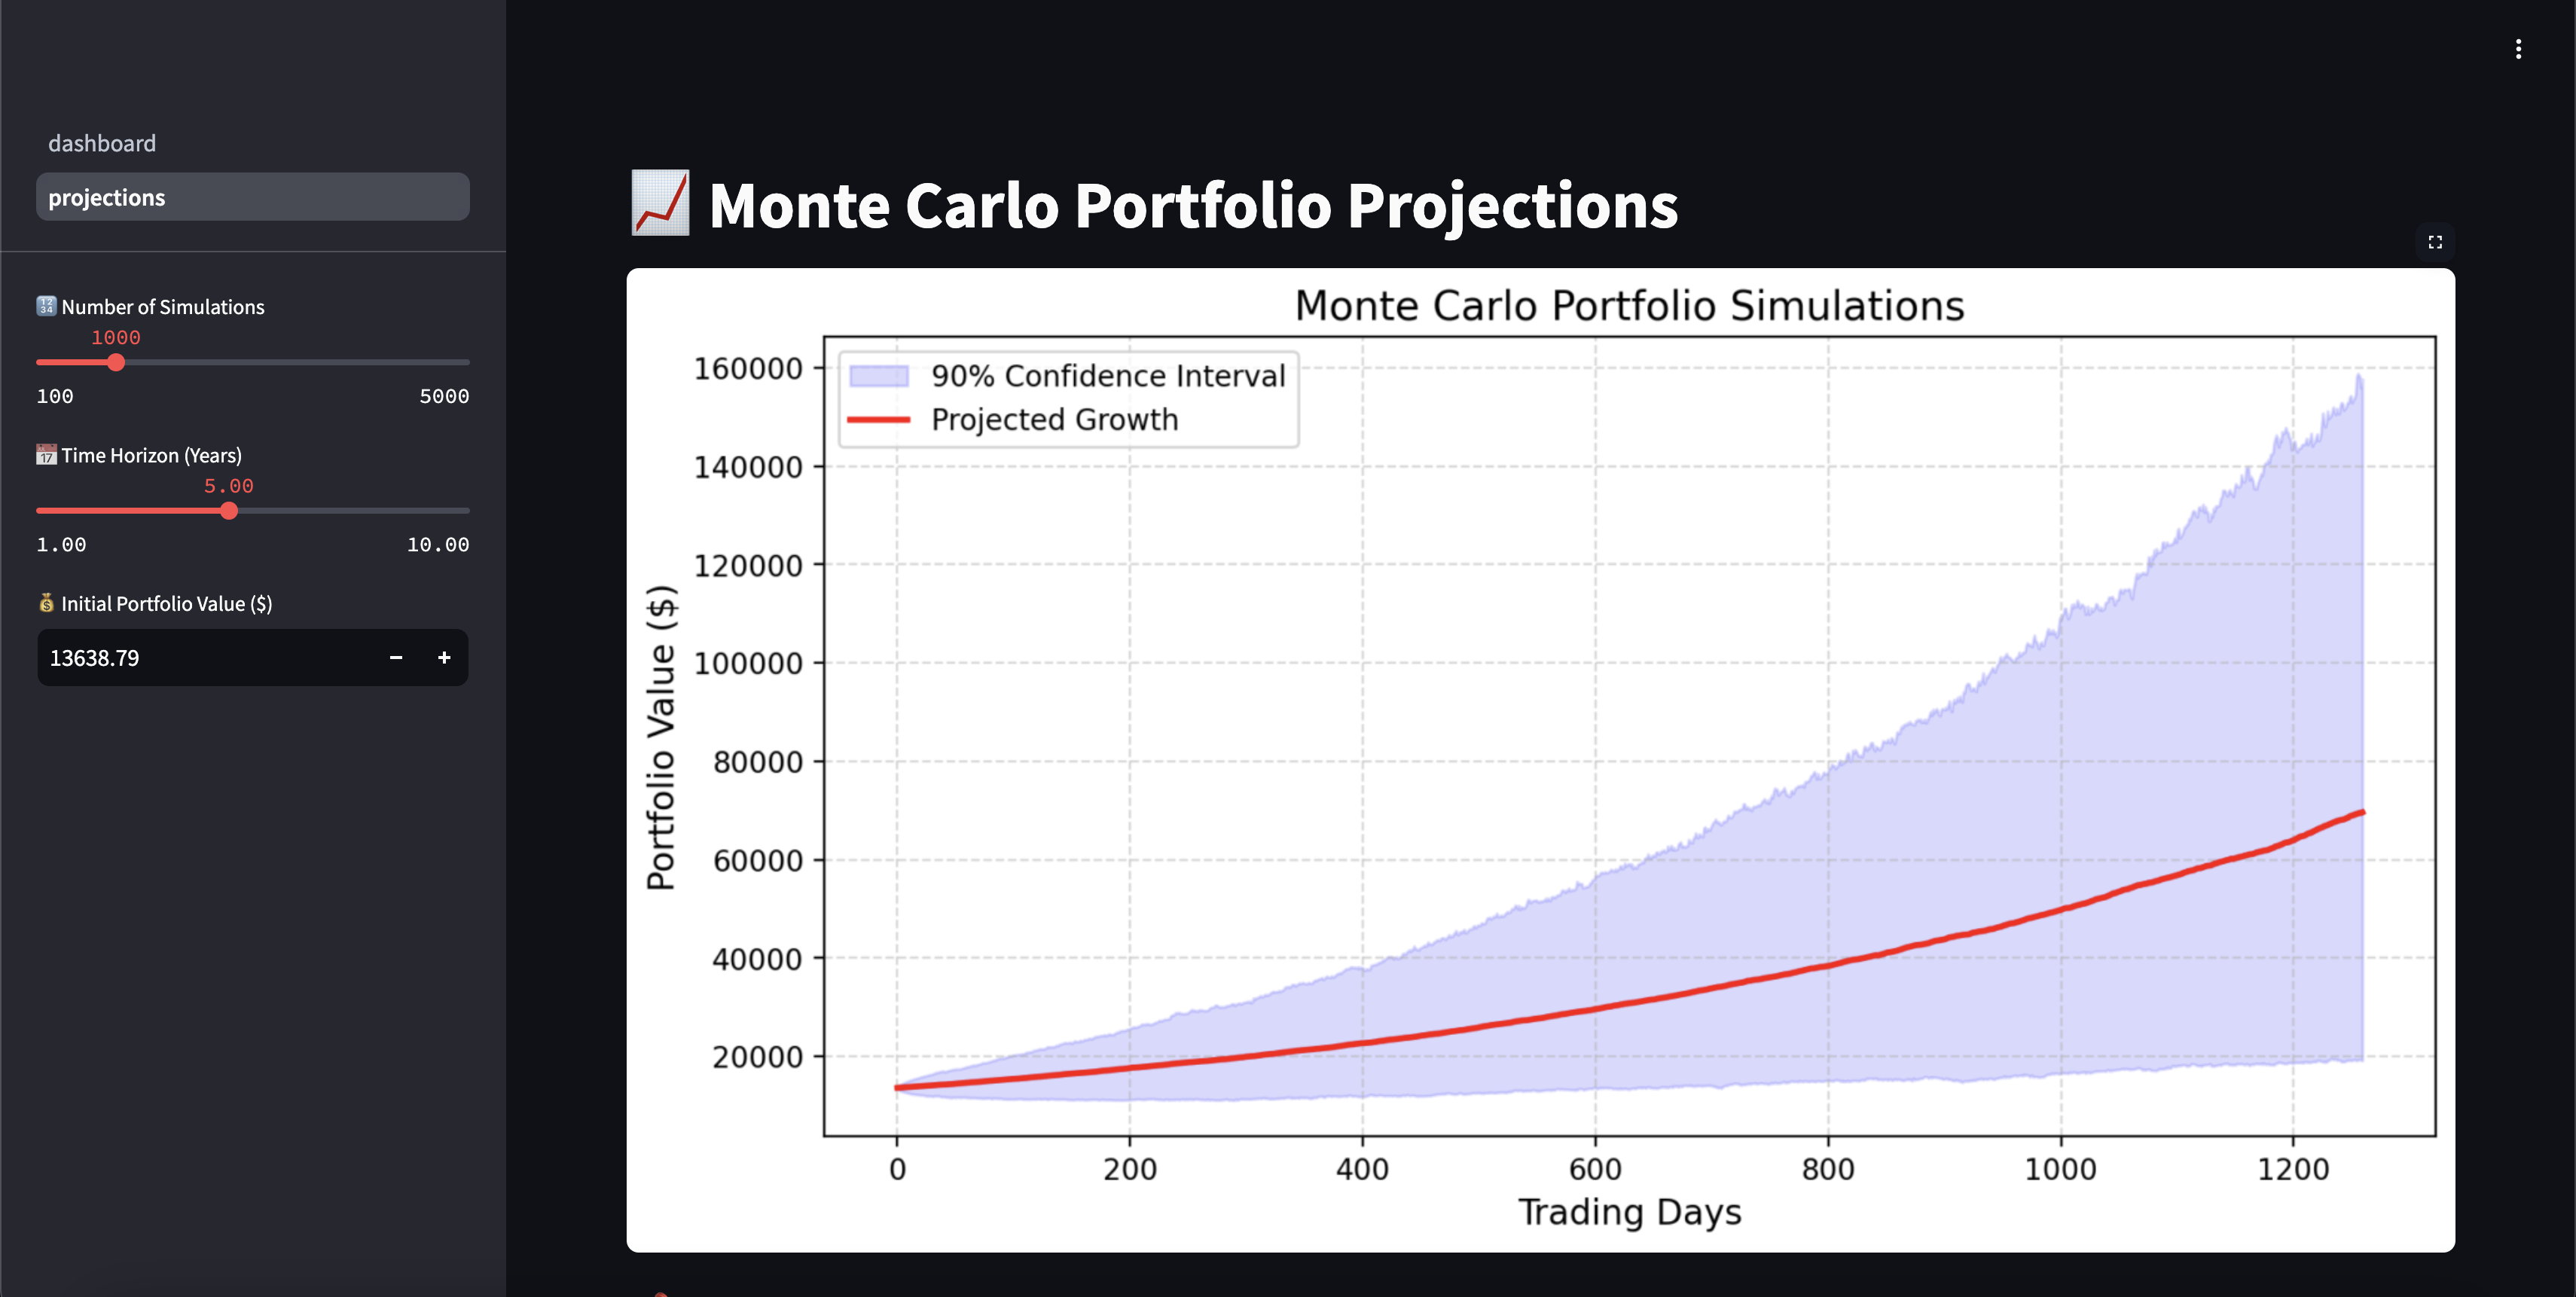 dashboard
projections
Number of Simulations
1000
100 5000
Time Horizon (Years)
5.00
1.00 10.00
Initial Portfolio Value ($)
13638.79 − +
Monte Carlo Portfolio Projections
Monte Carlo Portfolio Simulations
90% Confidence Interval
Projected Growth
160000
140000
120000
100000
80000
60000
40000
20000
Portfolio Value ($)
0 200 400 600 800 1000 1200
Trading Days